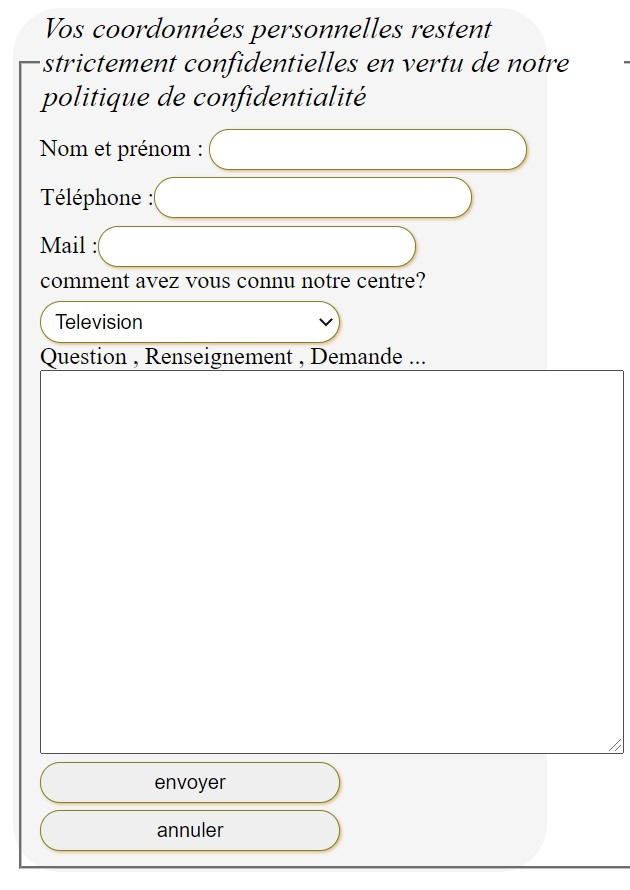 Vos coordonnées personnelles restent
strictement confidentielles en vertu de notre
politique de confidentialité
Nom et prénom :
Téléphone :
Mail :
comment avez vous connu notre centre?
Television
Question , Renseignement , Demande ...
envoyer
annuler